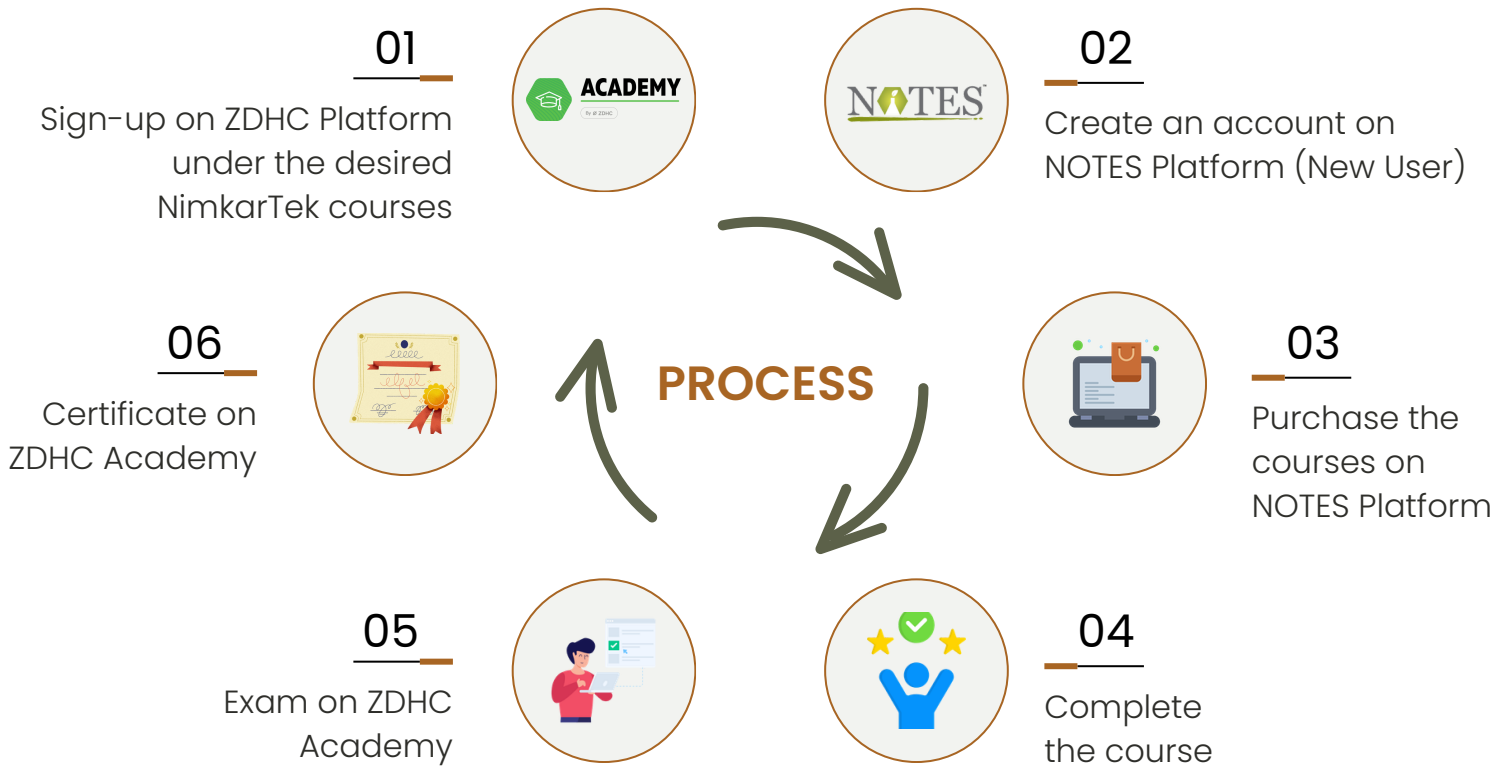 01
Sign-up on ZDHC Platform
under the desired
NimkarTek courses
ACADEMY
by ZDHC
NOTES
02
Create an account on
NOTES Platform (New User)
PROCESS
06
Certificate on
ZDHC Academy
03
Purchase the
courses on
NOTES Platform
05
Exam on ZDHC
Academy
04
Complete
the course